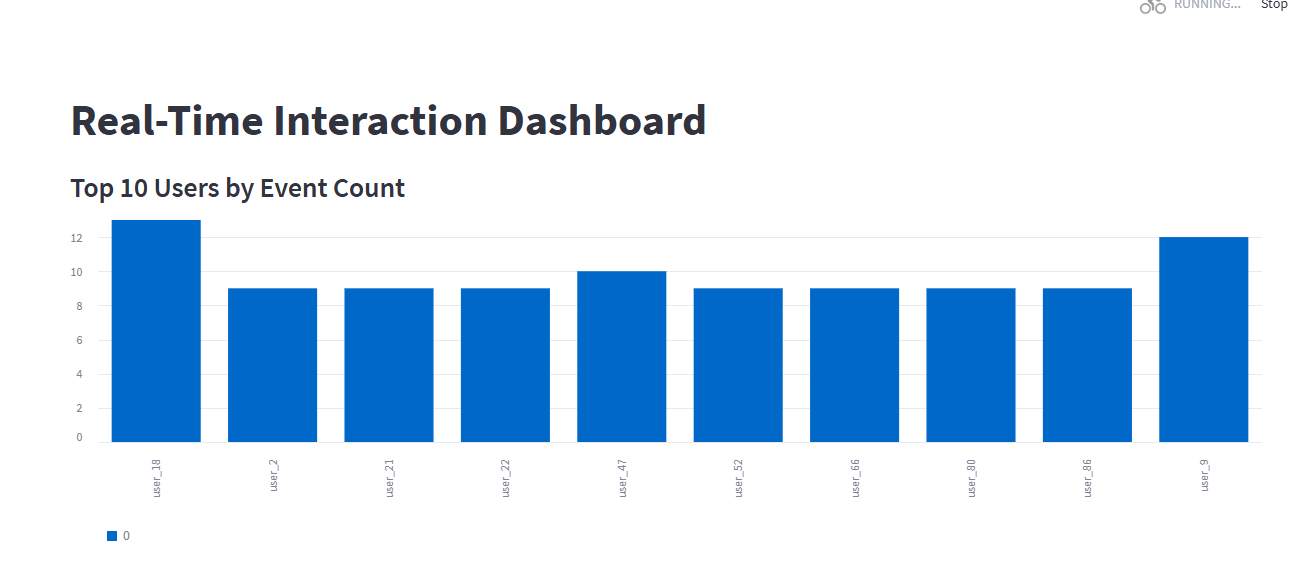 RUNNING... Stop
Real-Time Interaction Dashboard
Top 10 Users by Event Count
12
10
8
6
4
2
0
user_18 user_2 user_21 user_22 user_47 user_52 user_66 user_80 user_86 user_9
0